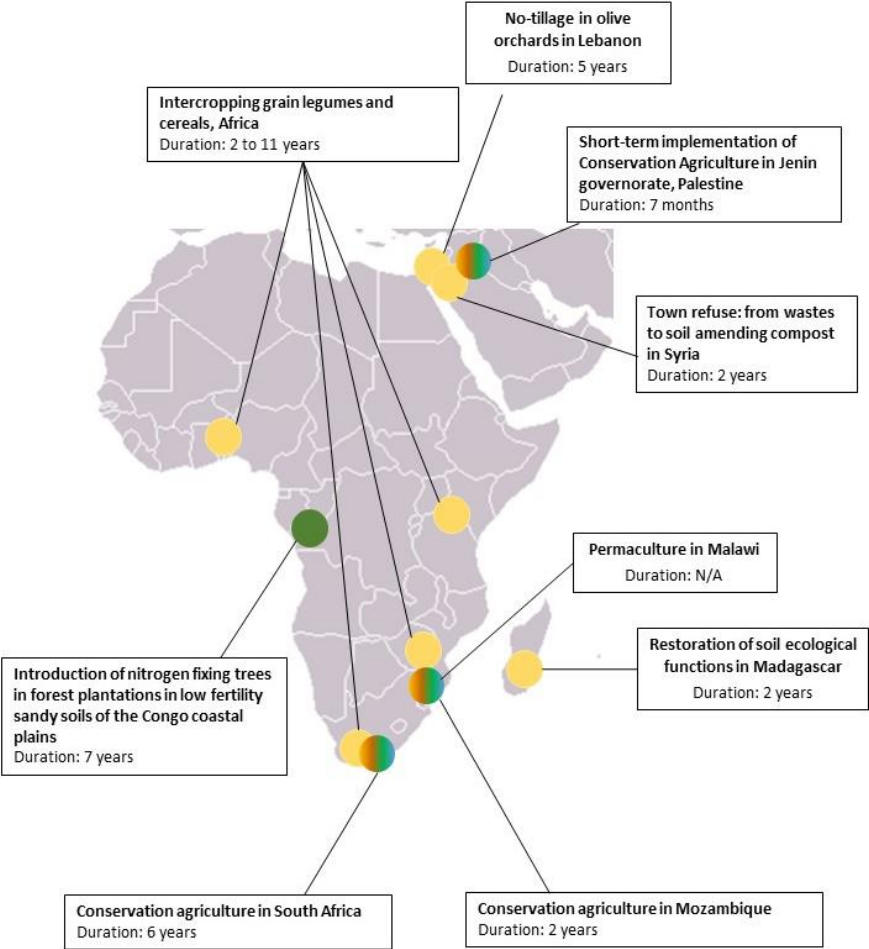 No-tillage in olive
orchards in Lebanon
Duration: 5 years
Intercropping grain legumes and
cereals, Africa
Duration: 2 to 11 years
Short-term implementation of
Conservation Agriculture in Jenin
governorate, Palestine
Duration: 7 months
Town refuse: from wastes
to soil amending compost
in Syria
Duration: 2 years
Permaculture in Malawi
Duration: N/A
Restoration of soil ecological
functions in Madagascar
Duration: 2 years
Introduction of nitrogen fixing trees
in forest plantations in low fertility
sandy soils of the Congo coastal
plains
Duration: 7 years
Conservation agriculture in South Africa
Duration: 6 years
Conservation agriculture in Mozambique
Duration: 2 years